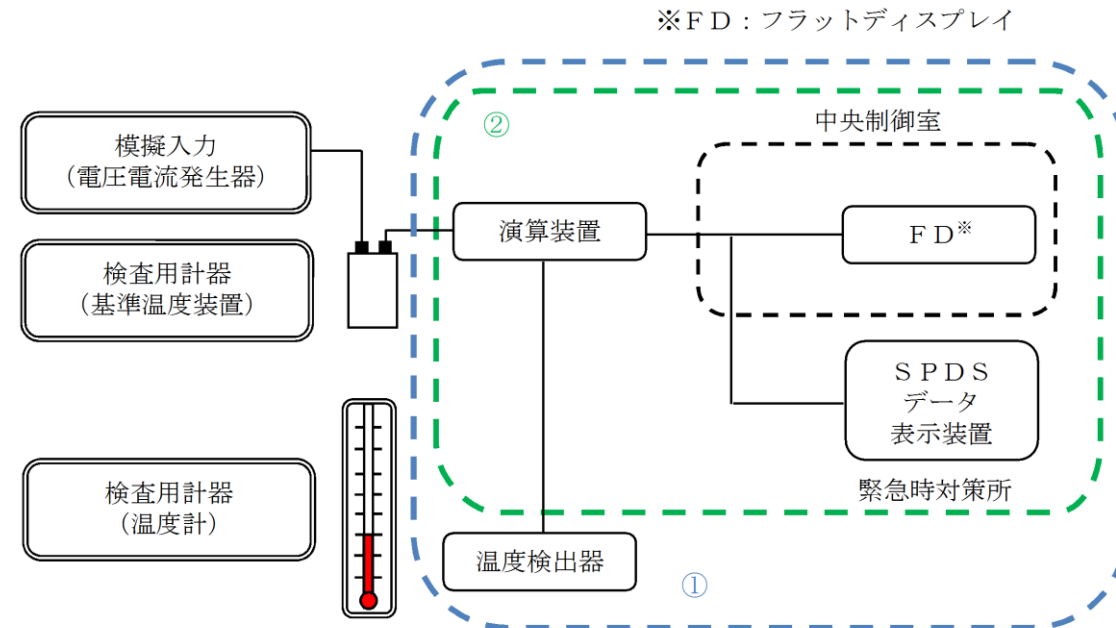 ※ＦＤ：フラットディスプレイ
②
中央制御室
模擬入力
（電圧電流発生器）
演算装置
ＦＤ※
検査用計器
（基準温度装置）
ＳＰＤＳ
データ
表示装置
緊急時対策所
検査用計器
（温度計）
温度検出器
①